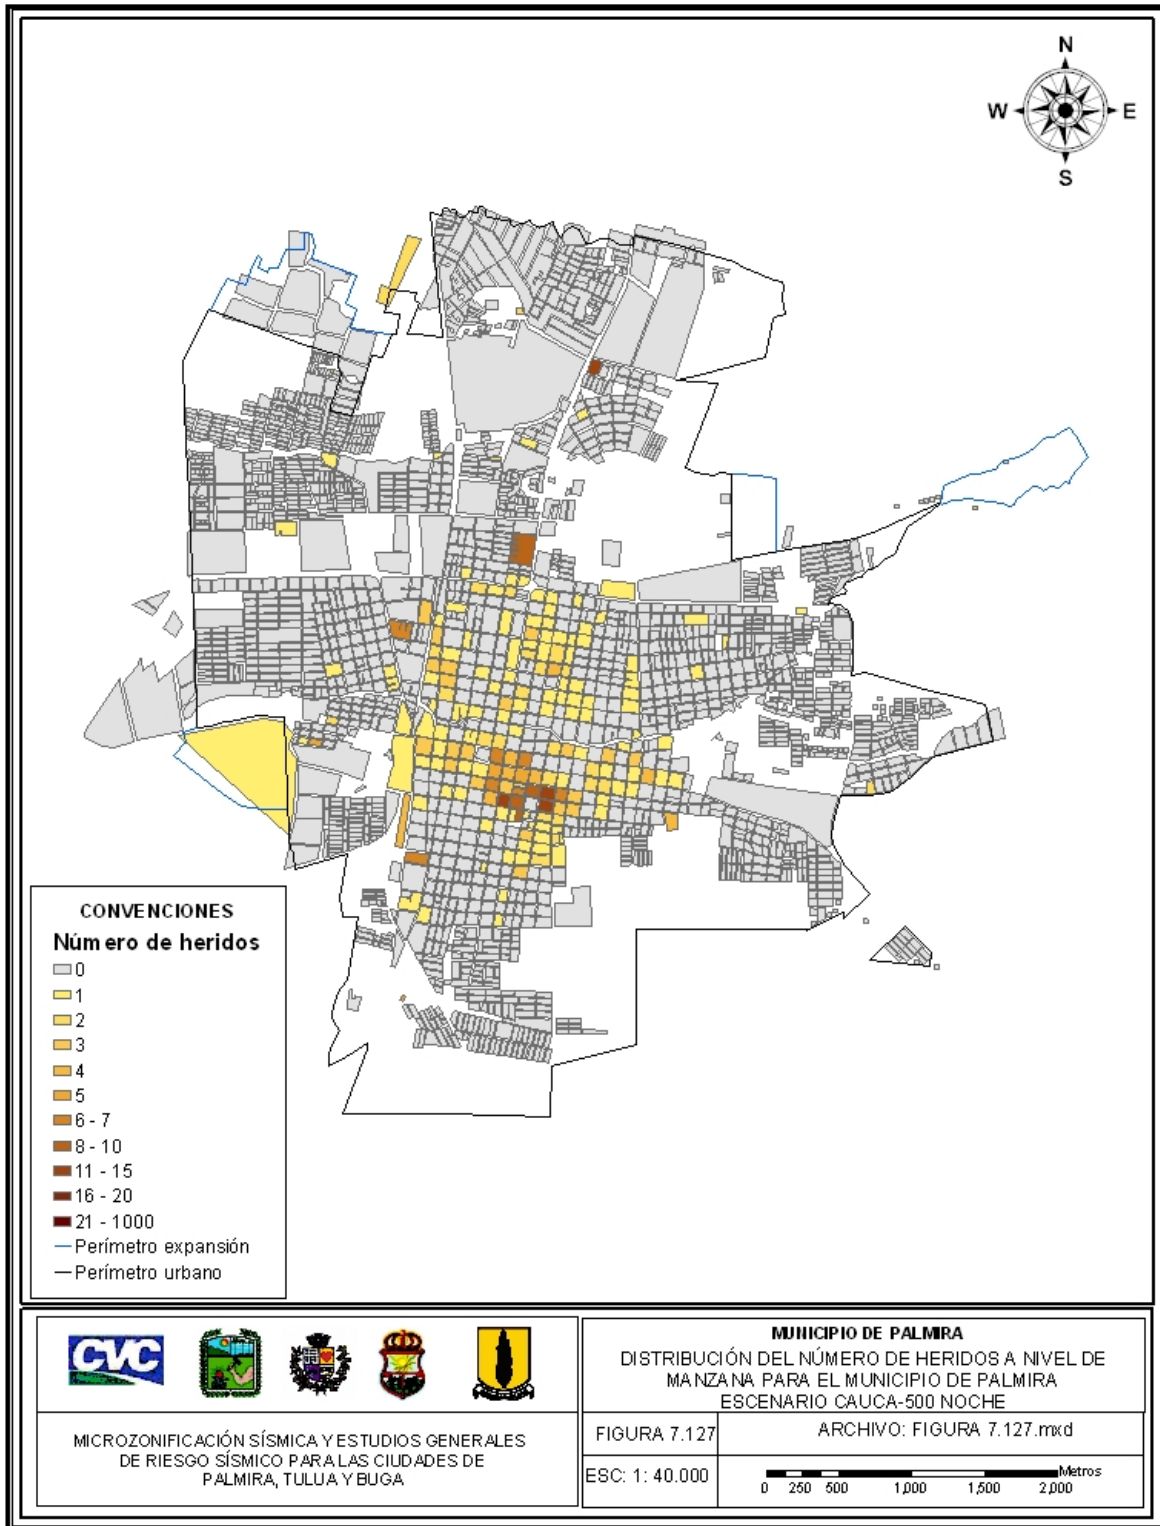 N
W
E
S
CONVENCIONES
Número de heridos
0
1
2
3
4
5
6 - 7
8 - 10
11 - 15
16 - 20
21 - 1000
Perímetro expansión
Perímetro urbano
CVC
MICROZONIFICACIÓN SÍSMICA Y ESTUDIOS GENERALES
DE RIESGO SÍSMICO PARA LAS CIUDADES DE
PALMIRA, TULUA Y BUGA
MUNICIPIO DE PALMIRA
DISTRIBUCIÓN DEL NÚMERO DE HERIDOS A NIVEL DE
MANZANA PARA EL MUNICIPIO DE PALMIRA
ESCENARIO CAUCA-500 NOCHE
FIGURA 7.127
ARCHIVO: FIGURA 7.127.mxd
ESC: 1: 40.000
Metros
0 250 500 1,000 1,500 2,000